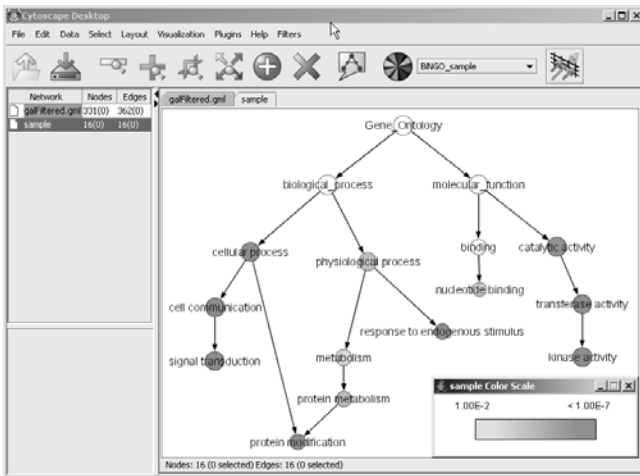 Cytoscape Desktop
File Edit Data Select Layout Visualization Plugins Help Filters
BiNGO_sample
Network Nodes Edges
galFiltered.gml 331(0) 362(0)
sample 16(0) 16(0)
galFiltered.gml sample
Gene_Ontology
biological_process molecular_function
cellular process physiological process binding catalytic activity
nucleotide binding
cell communication transferase activity
response to endogenous stimulus
signal transduction metabolism kinase activity
protein metabolism
protein modification
sample Color Scale
1.00E-2 < 1.00E-7
Nodes: 16 (0 selected) Edges: 16 (0 selected)